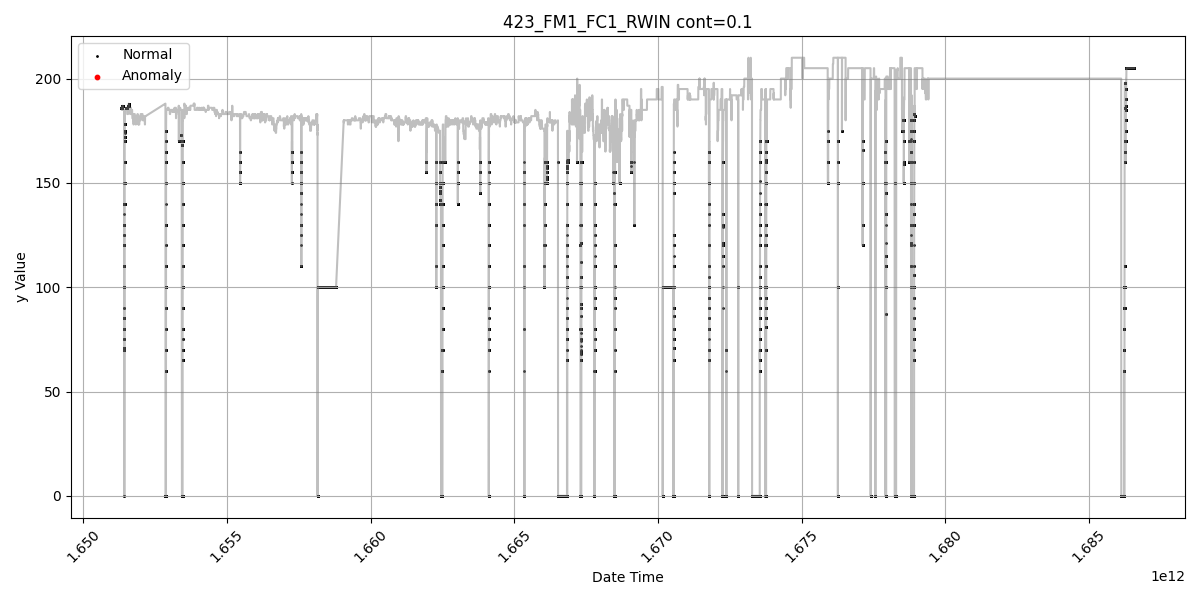 423_FM1_FC1_RWIN cont=0.1
Normal
Anomaly
y Value
200
150
100
50
0
1.650
1.655
1.660
1.665
1.670
1.675
1.680
1.685
1e12
Date Time